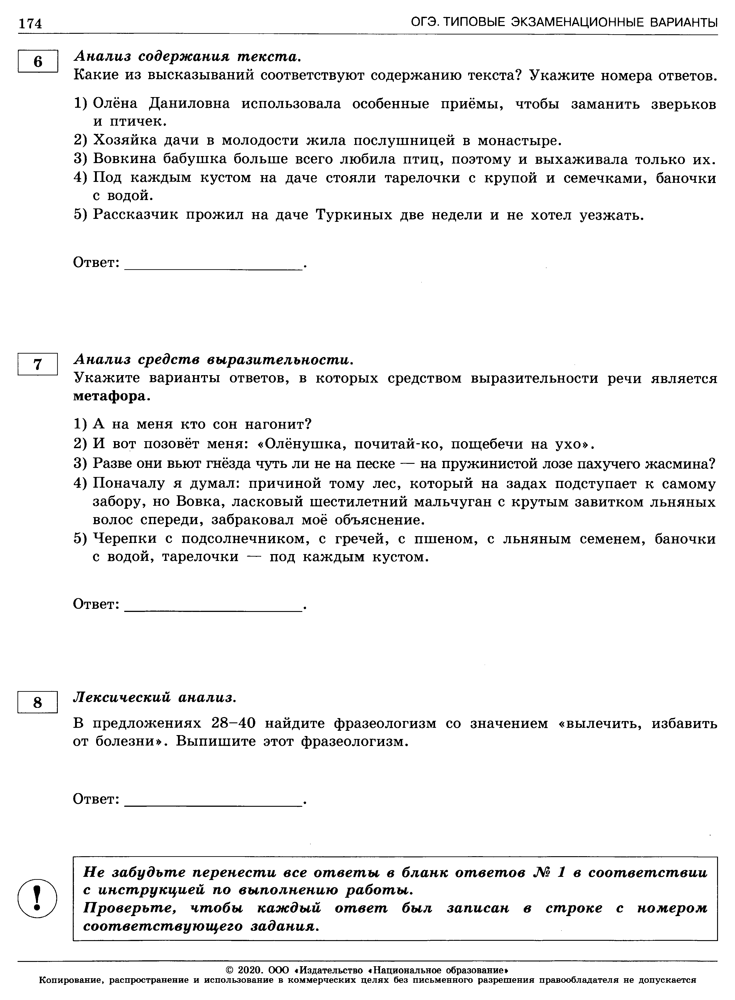 174
ОГЭ. ТИПОВЫЕ ЭКЗАМЕНАЦИОННЫЕ ВАРИАНТЫ
6
Анализ содержания текста.
Какие из высказываний соответствуют содержанию текста? Укажите номера ответов.
1) Олёна Даниловна использовала особенные приёмы, чтобы заманить зверьков
и птичек.
2) Хозяйка дачи в молодости жила послушницей в монастыре.
3) Вовкина бабушка больше всего любила птиц, поэтому и выхаживала только их.
4) Под каждым кустом на даче стояли тарелочки с крупой и семечками, баночки
с водой.
5) Рассказчик прожил на даче Туркиных две недели и не хотел уезжать.
Ответ: ____________________.
7
Анализ средств выразительности.
Укажите варианты ответов, в которых средством выразительности речи является
метафора.
1) А на меня кто сон нагонит?
2) И вот позовёт меня: «Олёнушка, почитай-ко, пощебечи на ухо».
3) Разве они вьют гнёзда чуть ли не на песке — на пружинистой лозе пахучего жасмина?
4) Поначалу я думал: причиной тому лес, который на задах подступает к самому
забору, но Вовка, ласковый шестилетний мальчуган с крутым завитком льняных
волос спереди, забраковал моё объяснение.
5) Черепки с подсолнечником, с гречей, с пшеном, с льняным семенем, баночки
с водой, тарелочки — под каждым кустом.
Ответ: ____________________.
8
Лексический анализ.
В предложениях 28–40 найдите фразеологизм со значением «вылечить, избавить
от болезни». Выпишите этот фразеологизм.
Ответ: ____________________.
!
Не забудьте перенести все ответы в бланк ответов № 1 в соответствии
с инструкцией по выполнению работы.
Проверьте, чтобы каждый ответ был записан в строке с номером
соответствующего задания.
© 2020. ООО «Издательство «Национальное образование»
Копирование, распространение и использование в коммерческих целях без письменного разрешения правообладателя не допускается